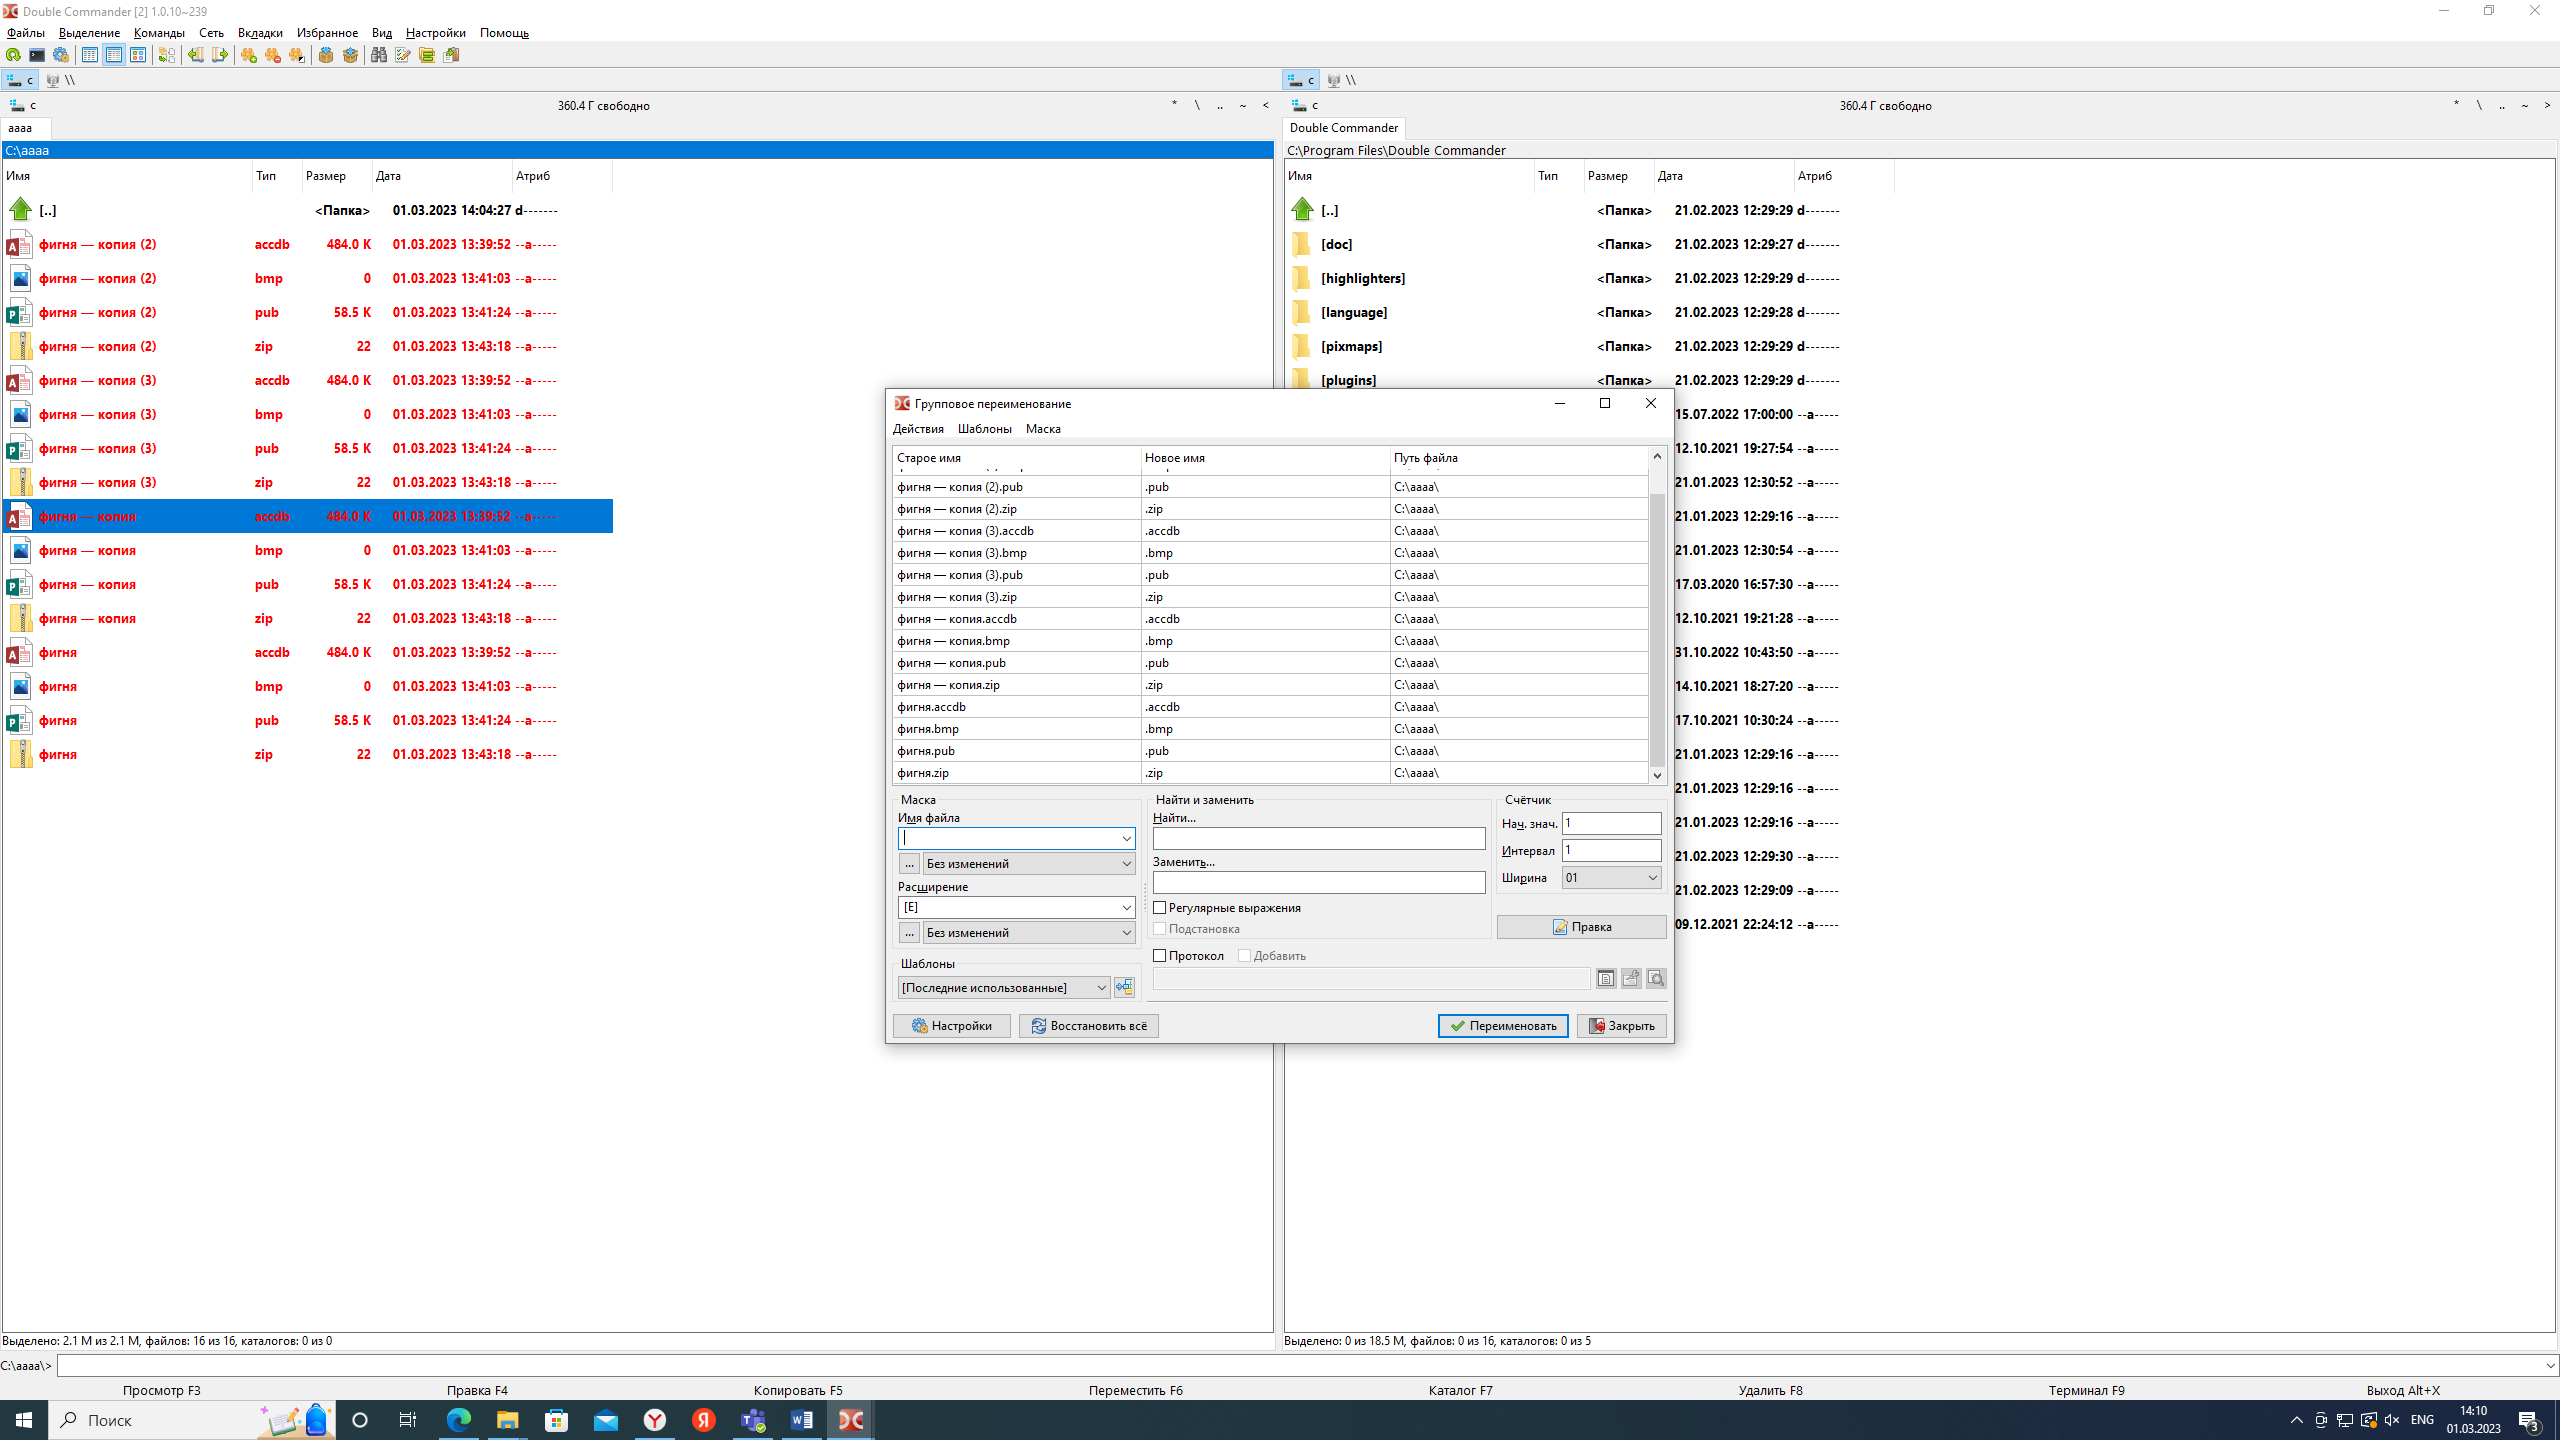 Double Commander [2] 1.0.10~239
Файлы Выделение Команды Сеть Вкладки Избранное Вид Настройки Помощь
c \\
c \\
c 360.4 Г свободно * \ .. ~ <
c 360.4 Г свободно * \ .. ~ >
aaaa
Double Commander
C:\aaaa
C:\Program Files\Double Commander
Имя Тип Размер Дата Атриб
[..] <Папка> 01.03.2023 14:04:27 d-------
фигня — копия (2) accdb 484.0 K 01.03.2023 13:39:52 --a-----
фигня — копия (2) bmp 0 01.03.2023 13:41:03 --a-----
фигня — копия (2) pub 58.5 K 01.03.2023 13:41:24 --a-----
фигня — копия (2) zip 22 01.03.2023 13:43:18 --a-----
фигня — копия (3) accdb 484.0 K 01.03.2023 13:39:52 --a-----
фигня — копия (3) bmp 0 01.03.2023 13:41:03 --a-----
фигня — копия (3) pub 58.5 K 01.03.2023 13:41:24 --a-----
фигня — копия (3) zip 22 01.03.2023 13:43:18 --a-----
фигня — копия accdb 484.0 K 01.03.2023 13:39:52 --a-----
фигня — копия bmp 0 01.03.2023 13:41:03 --a-----
фигня — копия pub 58.5 K 01.03.2023 13:41:24 --a-----
фигня — копия zip 22 01.03.2023 13:43:18 --a-----
фигня accdb 484.0 K 01.03.2023 13:39:52 --a-----
фигня bmp 0 01.03.2023 13:41:03 --a-----
фигня pub 58.5 K 01.03.2023 13:41:24 --a-----
фигня zip 22 01.03.2023 13:43:18 --a-----
Имя Тип Размер Дата Атриб
[..] <Папка> 21.02.2023 12:29:29 d-------
[doc] <Папка> 21.02.2023 12:29:27 d-------
[highlighters] <Папка> 21.02.2023 12:29:29 d-------
[language] <Папка> 21.02.2023 12:29:28 d-------
[pixmaps] <Папка> 21.02.2023 12:29:29 d-------
[plugins] <Папка> 21.02.2023 12:29:29 d-------
15.07.2022 17:00:00 --a-----
12.10.2021 19:27:54 --a-----
21.01.2023 12:30:52 --a-----
21.01.2023 12:29:16 --a-----
21.01.2023 12:30:54 --a-----
17.03.2020 16:57:30 --a-----
12.10.2021 19:21:28 --a-----
31.10.2022 10:43:50 --a-----
14.10.2021 18:27:20 --a-----
17.10.2021 10:30:24 --a-----
21.01.2023 12:29:16 --a-----
21.01.2023 12:29:16 --a-----
21.01.2023 12:29:16 --a-----
21.02.2023 12:29:30 --a-----
21.02.2023 12:29:09 --a-----
09.12.2021 22:24:12 --a-----
Групповое переименование
Действия Шаблоны Маска
Старое имя Новое имя Путь файла
фигня — копия (2).pub .pub C:\aaaa\
фигня — копия (2).zip .zip C:\aaaa\
фигня — копия (3).accdb .accdb C:\aaaa\
фигня — копия (3).bmp .bmp C:\aaaa\
фигня — копия (3).pub .pub C:\aaaa\
фигня — копия (3).zip .zip C:\aaaa\
фигня — копия.accdb .accdb C:\aaaa\
фигня — копия.bmp .bmp C:\aaaa\
фигня — копия.pub .pub C:\aaaa\
фигня — копия.zip .zip C:\aaaa\
фигня.accdb .accdb C:\aaaa\
фигня.bmp .bmp C:\aaaa\
фигня.pub .pub C:\aaaa\
фигня.zip .zip C:\aaaa\
Маска
Имя файла
... Без изменений
Расширение
[E]
... Без изменений
Шаблоны
[Последние использованные]
Найти и заменить
Найти...
Заменить...
Регулярные выражения
Подстановка
Протокол Добавить
Счётчик
Нач. знач. 1
Интервал 1
Ширина 01
Правка
Настройки Восстановить всё Переименовать Закрыть
Выделено: 2.1 M из 2.1 M, файлов: 16 из 16, каталогов: 0 из 0
Выделено: 0 из 18.5 M, файлов: 0 из 16, каталогов: 0 из 5
C:\aaaa\>
Просмотр F3 Правка F4 Копировать F5 Переместить F6 Каталог F7 Удалить F8 Терминал F9 Выход Alt+X
Поиск
ENG
14:10
01.03.2023
3